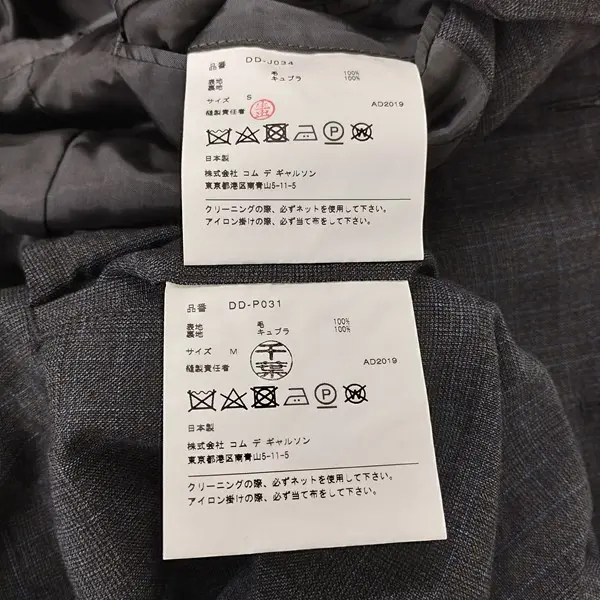 品番 DD-J034
表地 毛 100%
裏地 キュプラ 100%
サイズ S
縫製責任者 AD2019
日本製
株式会社 コム デ ギャルソン
東京都港区南青山5-11-5
クリーニングの際、必ずネットを使用して下さい。
アイロン掛けの際、必ず当て布をして下さい。
品番 DD-P031
表地 毛 100%
裏地 キュプラ 100%
サイズ M
縫製責任者 千葉 AD2019
日本製
株式会社 コム デ ギャルソン
東京都港区南青山5-11-5
クリーニングの際、必ずネットを使用して下さい。
アイロン掛けの際、必ず当て布をして下さい。